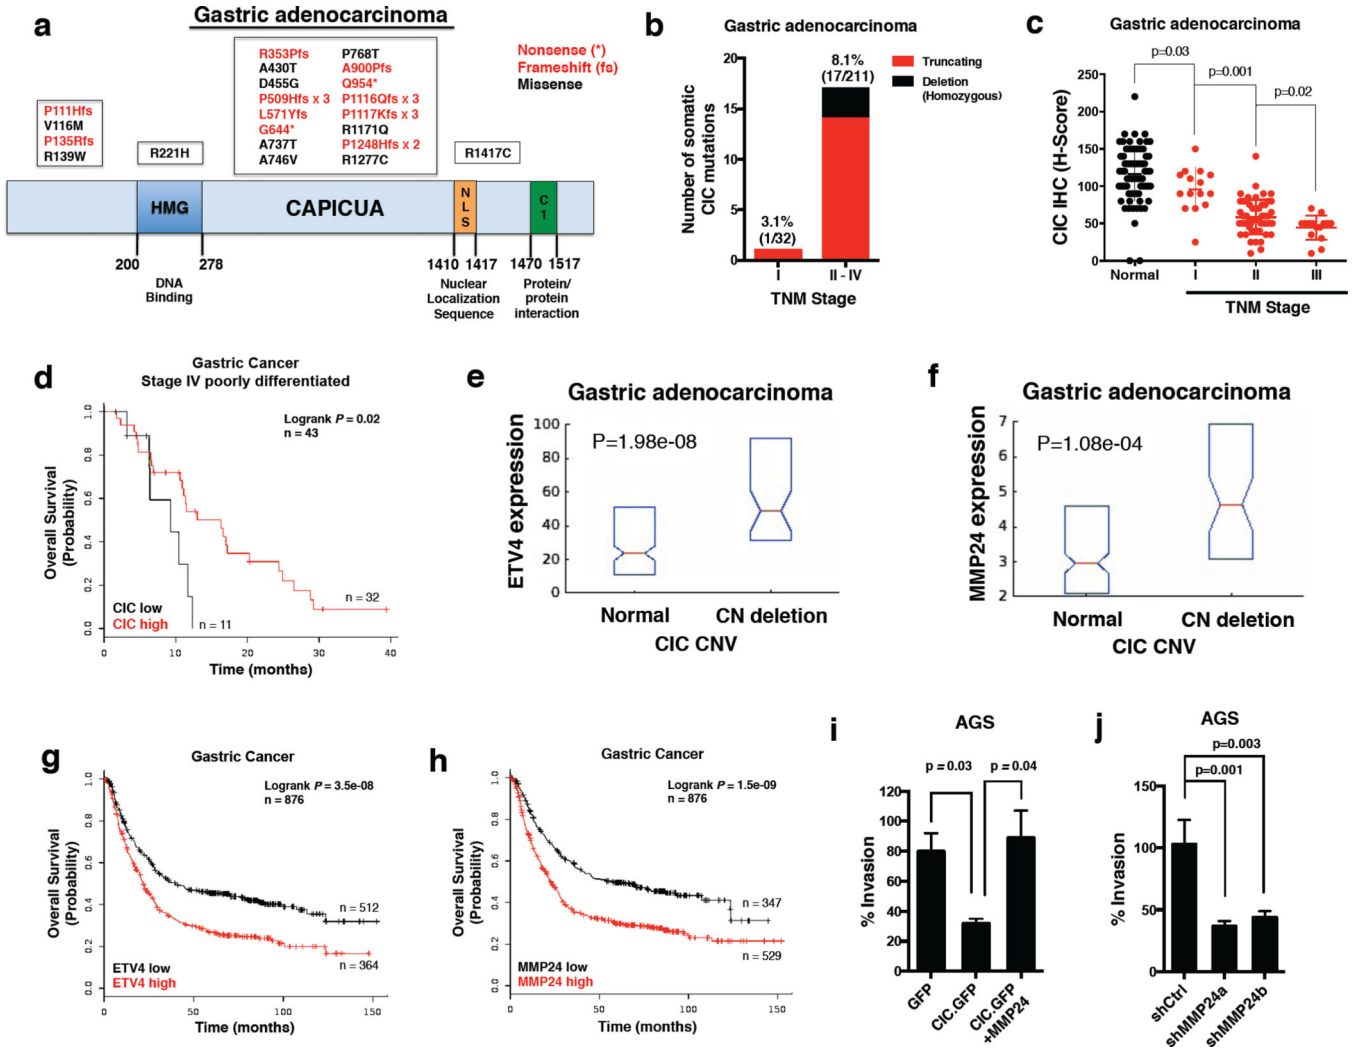 a
Gastric adenocarcinoma
R353Pfs
A430T
D455G
P509Hfs x 3
L571Yfs
G644*
A737T
A746V
P768T
A900Pfs
Q954*
P1116Qfs x 3
P1117Kfs x 3
R1171Q
P1248Hfs x 2
R1277C
Nonsense (*)
Frameshift (fs)
Missense
P111Hfs
V116M
P135Rfs
R139W
R221H
R1417C
HMG
CAPICUA
N
L
S
C
1
200
278
1410
1417
1470
1517
DNA
Binding
Nuclear
Localization
Sequence
Protein/
protein
interaction
b
Gastric adenocarcinoma
Number of somatic
CIC mutations
20
15
10
5
0
3.1%
(1/32)
8.1%
(17/211)
Truncating
Deletion
(Homozygous)
I
II - IV
TNM Stage
c
Gastric adenocarcinoma
p=0.03
p=0.001
p=0.02
CIC IHC (H-Score)
250
200
150
100
50
0
Normal
I
II
III
TNM Stage
d
Gastric Cancer
Stage IV poorly differentiated
Logrank P = 0.02
n = 43
Overall Survival
(Probability)
1.0
0.8
0.6
0.4
0.2
0.0
n = 32
n = 11
CIC low
CIC high
0
10
20
30
40
Time (months)
e
Gastric adenocarcinoma
P=1.98e-08
ETV4 expression
100
80
60
40
20
0
Normal
CN deletion
CIC CNV
f
Gastric adenocarcinoma
P=1.08e-04
MMP24 expression
7
6
5
4
3
2
Normal
CN deletion
CIC CNV
g
Gastric Cancer
Logrank P = 3.5e-08
n = 876
Overall Survival
(Probability)
1.0
0.8
0.6
0.4
0.2
0.0
n = 512
n = 364
ETV4 low
ETV4 high
0
50
100
150
Time (months)
h
Gastric Cancer
Logrank P = 1.5e-09
n = 876
Overall Survival
(Probability)
1.0
0.8
0.6
0.4
0.2
0.0
n = 347
n = 529
MMP24 low
MMP24 high
0
50
100
150
Time (months)
i
AGS
p = 0.03
p = 0.04
% Invasion
120
100
80
60
40
20
0
GFP
CIC.GFP
CIC.GFP
+MMP24
j
AGS
p=0.003
p=0.001
% Invasion
150
100
50
0
shCtrl
shMMP24a
shMMP24b